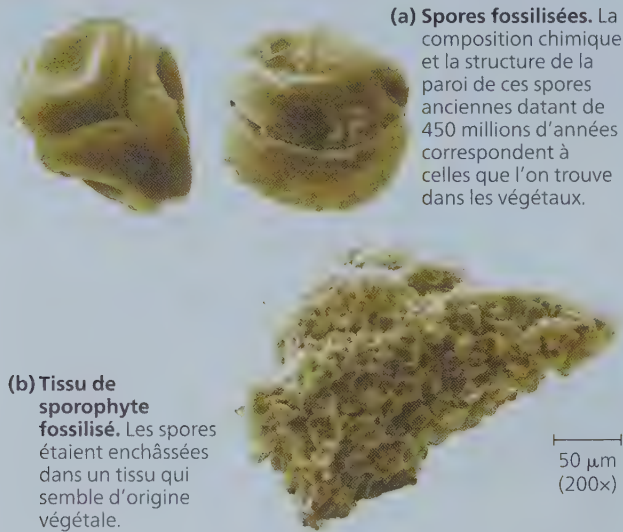 (a) Spores fossilisées. La
composition chimique
et la structure de la
paroi de ces spores
anciennes datant de
450 millions d'années
correspondent à
celles que l'on trouve
dans les végétaux.
(b) Tissu de
sporophyte
fossilisé. Les spores
étaient enchâssées
dans un tissu qui
semble d'origine
végétale.
50 μm
(200×)